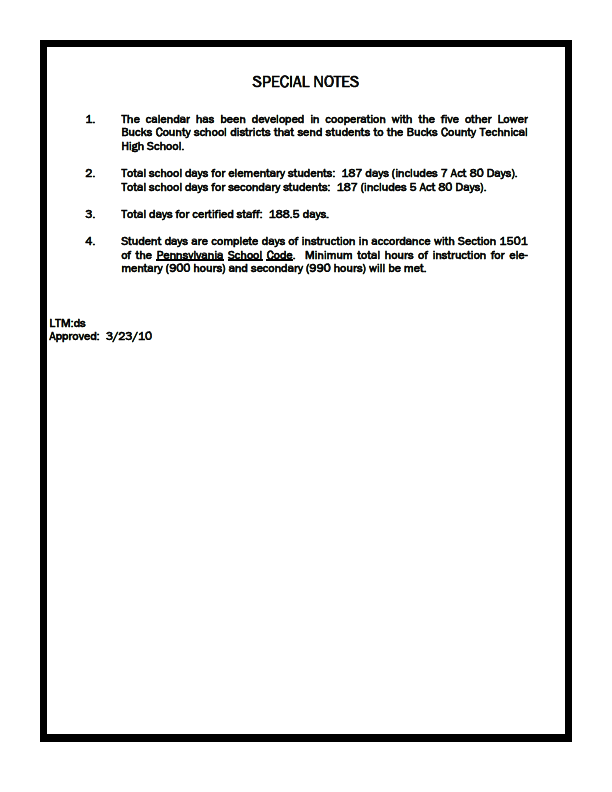 SPECIAL NOTES
1. The calendar has been developed in cooperation with the five other Lower
Bucks County school districts that send students to the Bucks County Technical
High School.
2. Total school days for elementary students: 187 days (includes 7 Act 80 Days).
Total school days for secondary students: 187 (includes 5 Act 80 Days).
3. Total days for certified staff: 188.5 days.
4. Student days are complete days of instruction in accordance with Section 1501
of the Pennsylvania School Code. Minimum total hours of instruction for ele-
mentary (900 hours) and secondary (990 hours) will be met.
LTM:ds
Approved: 3/23/10